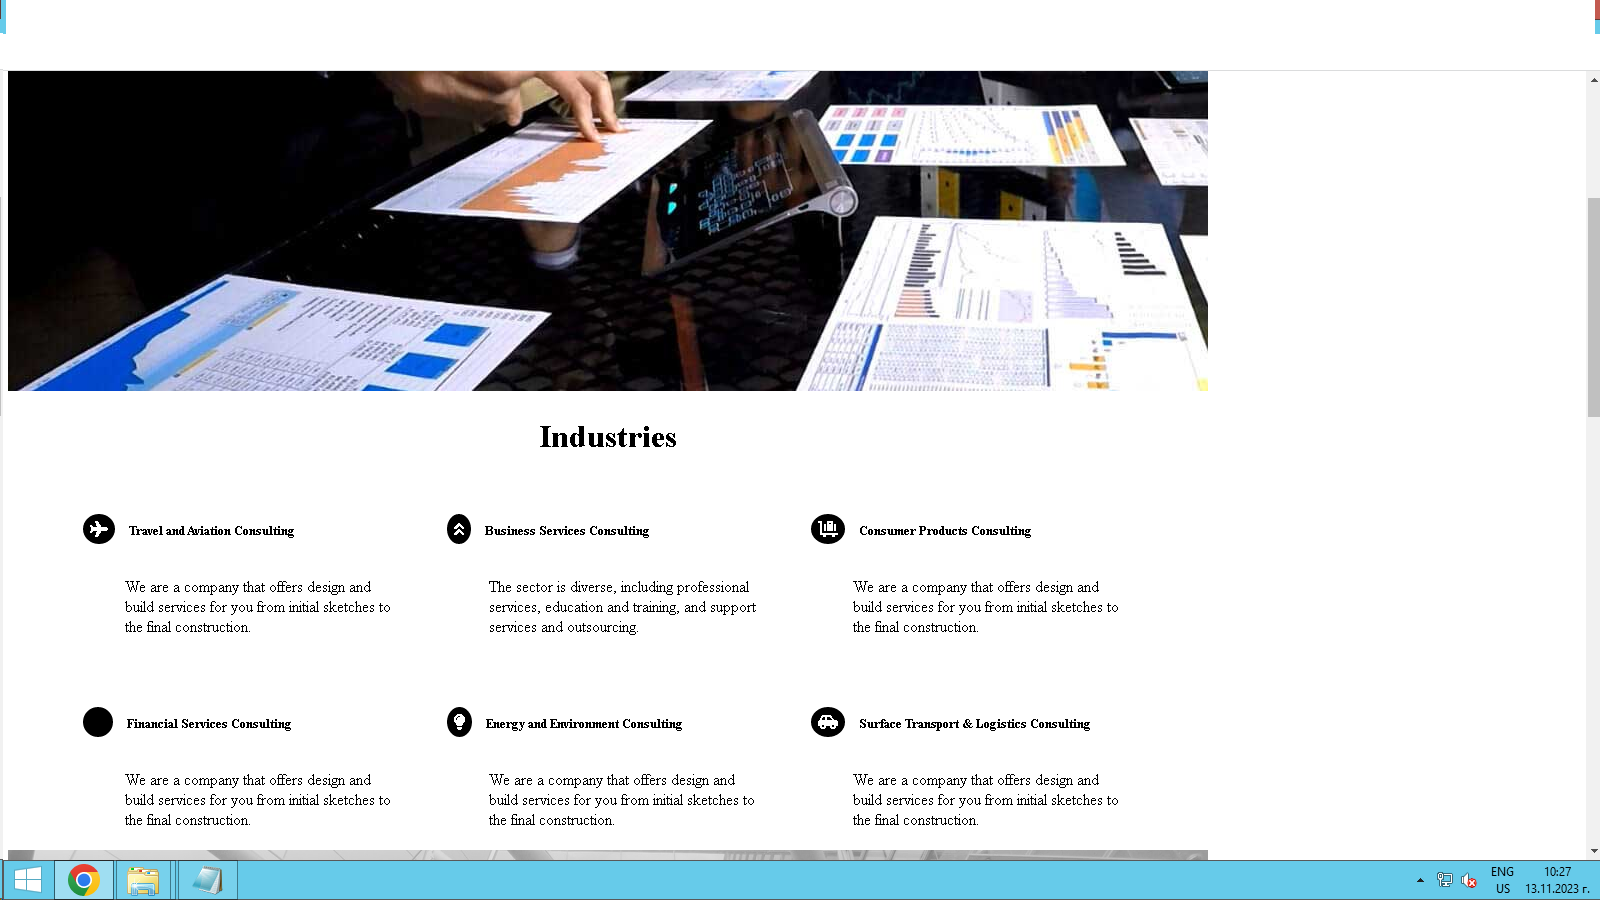 Industries
Travel and Aviation Consulting
Business Services Consulting
Consumer Products Consulting
We are a company that offers design and
build services for you from initial sketches to
the final construction.
The sector is diverse, including professional
services, education and training, and support
services and outsourcing.
We are a company that offers design and
build services for you from initial sketches to
the final construction.
Financial Services Consulting
Energy and Environment Consulting
Surface Transport & Logistics Consulting
We are a company that offers design and
build services for you from initial sketches to
the final construction.
We are a company that offers design and
build services for you from initial sketches to
the final construction.
We are a company that offers design and
build services for you from initial sketches to
the final construction.
ENG
US
10:27
13.11.2023 г.